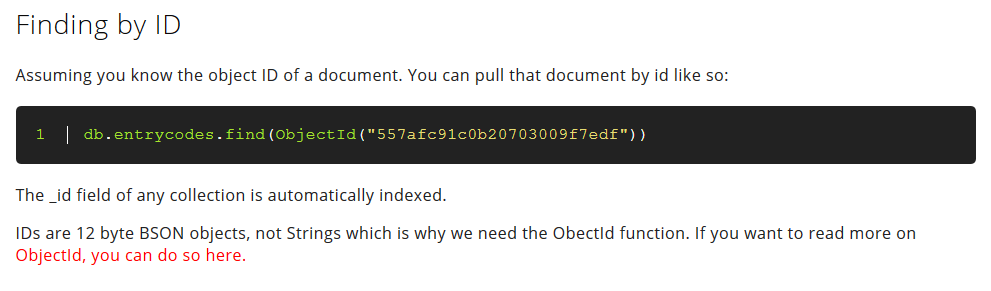 Finding by ID
Assuming you know the object ID of a document. You can pull that document by id like so:
1 | db.entrycodes.find(ObjectId("557afc91c0b20703009f7edf"))
The _id field of any collection is automatically indexed.
IDs are 12 byte BSON objects, not Strings which is why we need the ObectId function. If you want to read more on
ObjectId, you can do so here.